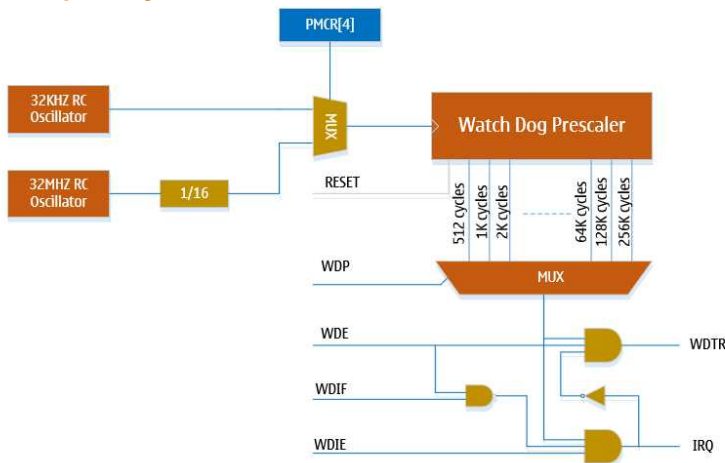 PMCR[4]
32KHZ RC
Oscillator
MUX
Watch Dog Prescaler
32MHZ RC
Oscillator
1/16
RESET
512 cycles
1K cycles
2K cycles
64K cycles
128K cycles
256K cycles
WDP
MUX
WDE
WDTR
WDIF
WDIE
IRQ